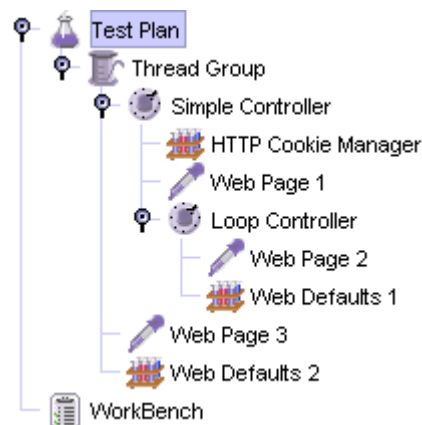 Test Plan
Thread Group
Simple Controller
HTTP Cookie Manager
Web Page 1
Loop Controller
Web Page 2
Web Defaults 1
Web Page 3
Web Defaults 2
WorkBench